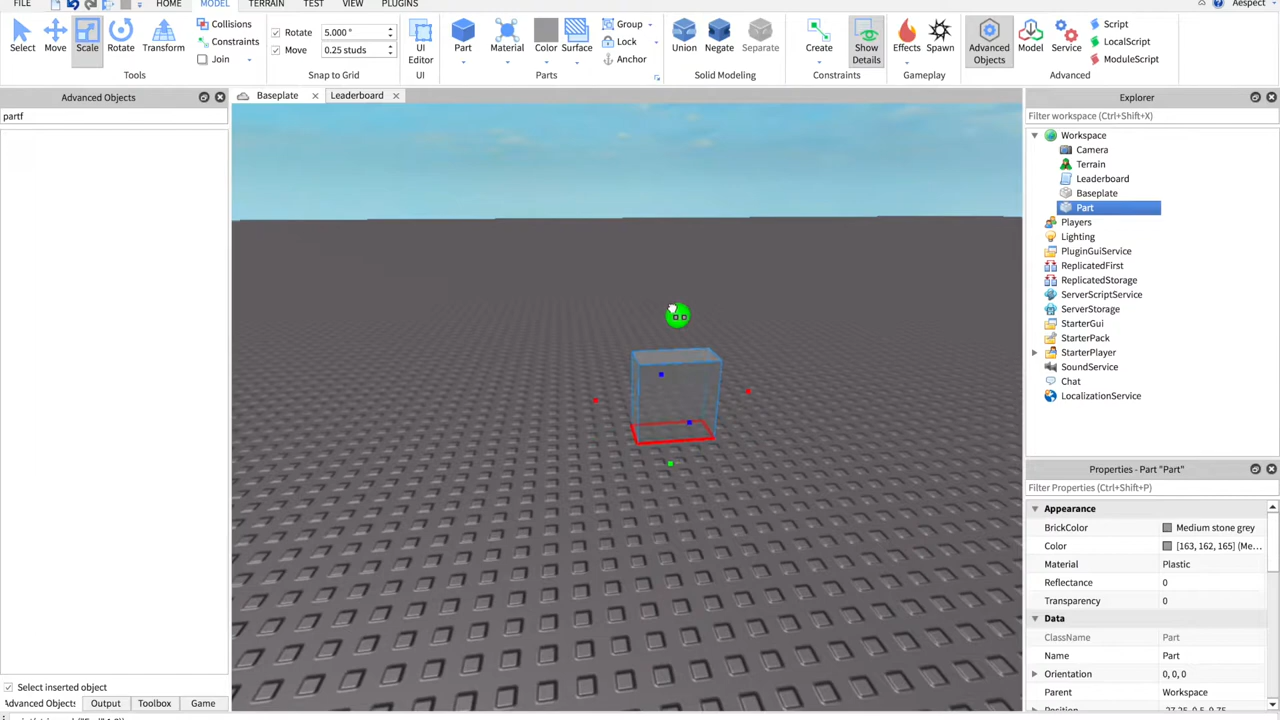 FILE HOME MODEL TERRAIN TEST VIEW PLUGINS Aespect
Select Move Scale Rotate Transform
Collisions
Constraints
Join
Tools
Rotate 5.000 °
Move 0.25 studs
Snap to Grid
UI
Editor
UI
Part Material Color Surface
Group
Lock
Anchor
Parts
Union Negate Separate
Solid Modeling
Create
Show
Details
Constraints
Effects Spawn
Gameplay
Advanced
Objects
Model Service
Script
LocalScript
ModuleScript
Advanced
Advanced Objects
partf
Select inserted object
Advanced Objects Output Toolbox Game
Baseplate Leaderboard
Explorer
Filter workspace (Ctrl+Shift+X)
Workspace
Camera
Terrain
Leaderboard
Baseplate
Part
Players
Lighting
PluginGuiService
ReplicatedFirst
ReplicatedStorage
ServerScriptService
ServerStorage
StarterGui
StarterPack
StarterPlayer
SoundService
Chat
LocalizationService
Properties - Part "Part"
Filter Properties (Ctrl+Shift+P)
Appearance
BrickColor Medium stone grey
Color [163, 162, 165] (Me...
Material Plastic
Reflectance 0
Transparency 0
Data
ClassName Part
Name Part
Orientation 0, 0, 0
Parent Workspace